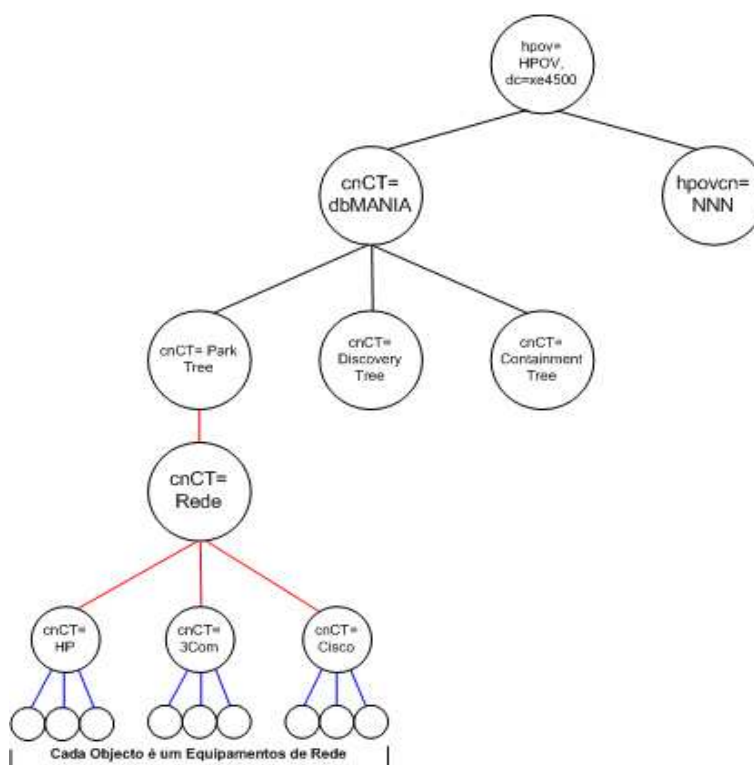 hpov=
HPOV,
dc=xe4500
cnCT=
dbMANIA
hpovcn=
NNN
cnCT= Park
Tree
cnCT=
Discovery
Tree
cnCT=
Containment
Tree
cnCT=
Rede
cnCT=
HP
cnCT=
3Com
cnCT=
Cisco
Cada Objecto é um Equipamentos de Rede